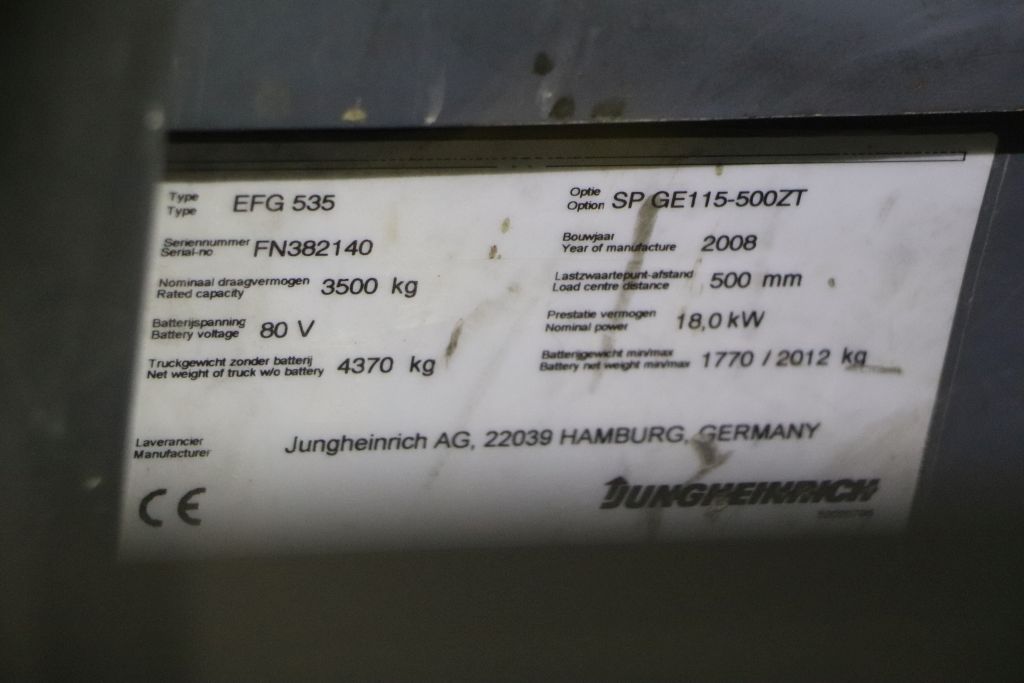 Type
Type EFG 535
Optie
Option SP GE115-500ZT
Seriennummer
Serial-no FN382140
Bouwjaar
Year of manufacture 2008
Nominaal draagvermogen
Rated capacity 3500 kg
Lastzwaartepunt-afstand
Load centre distance 500 mm
Batterijspanning
Battery voltage 80 V
Prestatie vermogen
Nominal power 18,0 kW
Truckgewicht zonder batterij
Net weight of truck w/o battery 4370 kg
Batterijgewicht min/max
Battery net weight min/max 1770 / 2012 kg
Laverancier
Manufacturer Jungheinrich AG, 22039 HAMBURG, GERMANY
CE
JUNGHEINRICH